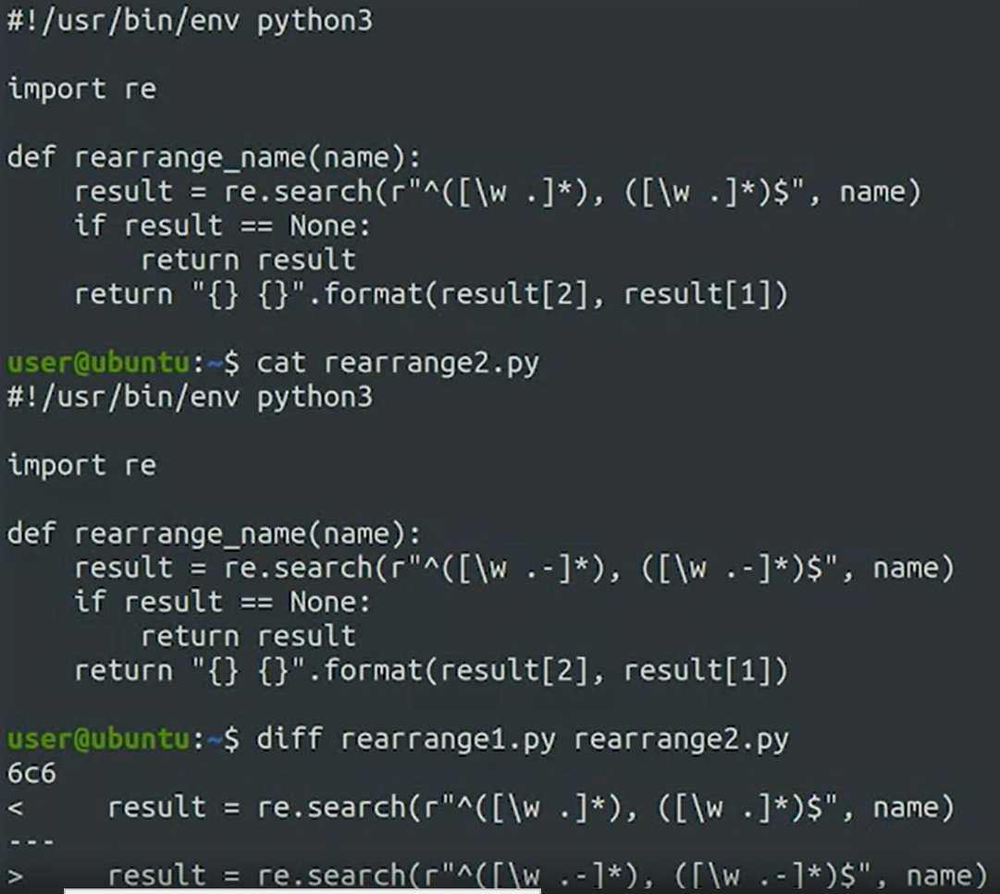 #!/usr/bin/env python3
import re
def rearrange_name(name):
    result = re.search(r"^([\w .]*), ([\w .]*)$", name)
    if result == None:
        return result
    return "{} {}".format(result[2], result[1])
user@ubuntu:~$ cat rearrange2.py
#!/usr/bin/env python3
import re
def rearrange_name(name):
    result = re.search(r"^([\w .-]*), ([\w .-]*)$", name)
    if result == None:
        return result
    return "{} {}".format(result[2], result[1])
user@ubuntu:~$ diff rearrange1.py rearrange2.py
6c6
<     result = re.search(r"^([\w .]*), ([\w .]*)$", name)
---
>     result = re.search(r"^([\w .-]*), ([\w .-]*)$", name)